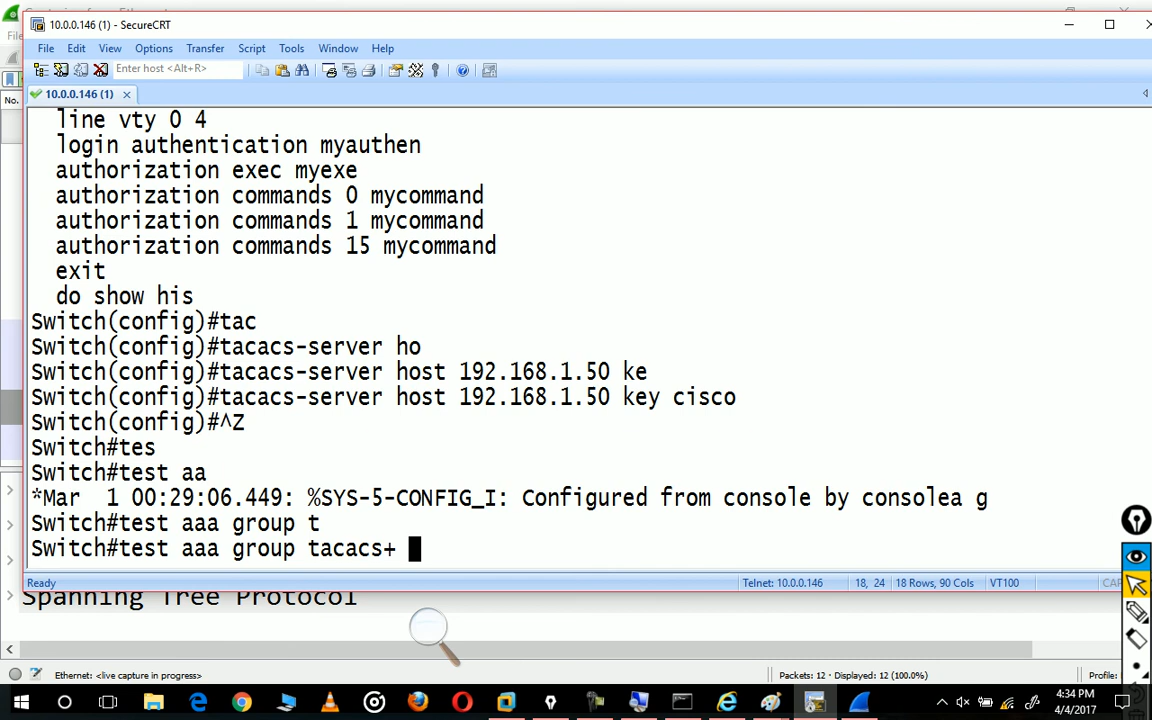 10.0.0.146 (1) - SecureCRT
File Edit View Options Transfer Script Tools Window Help
Enter host <Alt+R>
10.0.0.146 (1)
No.
line vty 0 4
login authentication myauthen
authorization exec myexe
authorization commands 0 mycommand
authorization commands 1 mycommand
authorization commands 15 mycommand
exit
do show his
Switch(config)#tac
Switch(config)#tacacs-server ho
Switch(config)#tacacs-server host 192.168.1.50 ke
Switch(config)#tacacs-server host 192.168.1.50 key cisco
Switch(config)#^Z
Switch#tes
Switch#test aa
*Mar  1 00:29:06.449: %SYS-5-CONFIG_I: Configured from console by consolea g
Switch#test aaa group t
Switch#test aaa group tacacs+
Ready Telnet: 10.0.0.146 18, 24 18 Rows, 90 Cols VT100
Spanning Tree Protocol
Ethernet: <live capture in progress> Packets: 12 · Displayed: 12 (100.0%) Profile:
4:34 PM
4/4/2017